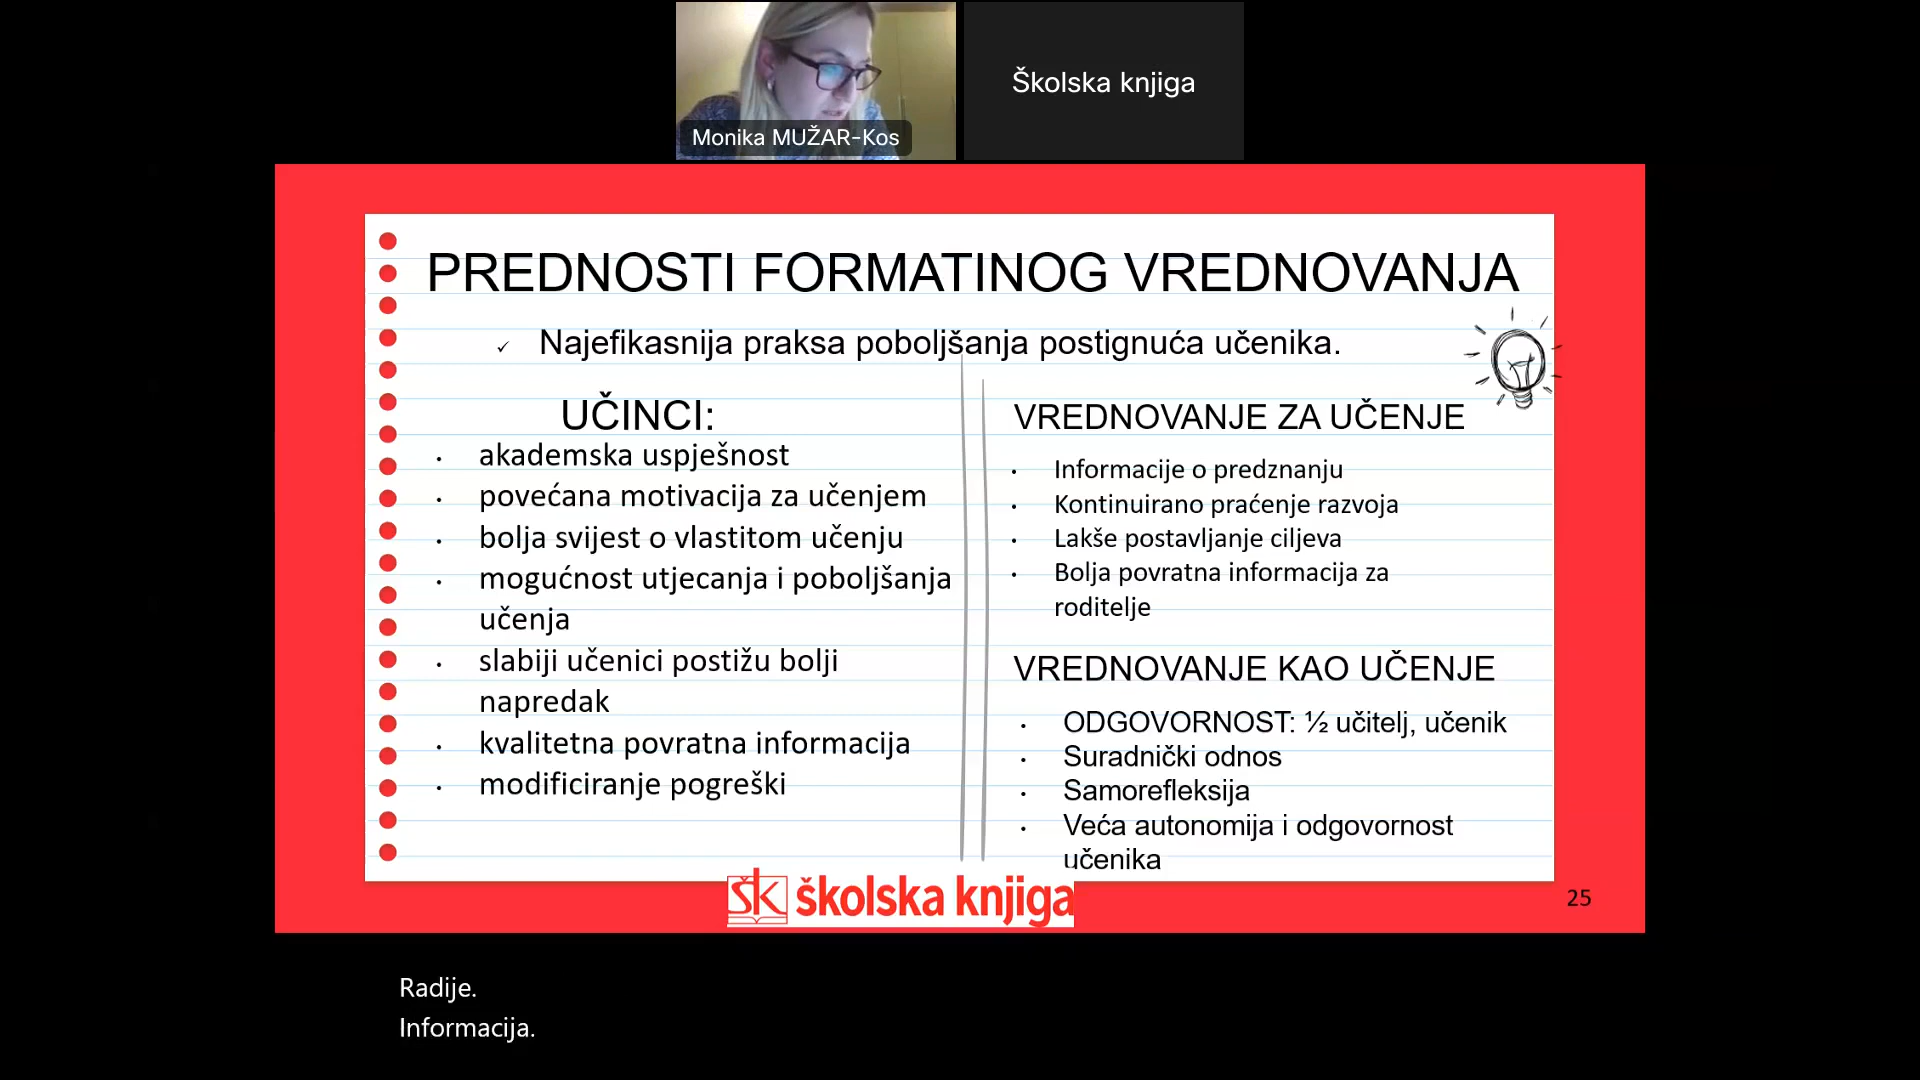 Monika MUŽAR-Kos
Školska knjiga
PREDNOSTI FORMATINOG VREDNOVANJA
✓ Najefikasnija praksa poboljšanja postignuća učenika.
UČINCI:
• akademska uspješnost
• povećana motivacija za učenjem
• bolja svijest o vlastitom učenju
• mogućnost utjecanja i poboljšanja
učenja
• slabiji učenici postižu bolji
napredak
• kvalitetna povratna informacija
• modificiranje pogreški
VREDNOVANJE ZA UČENJE
• Informacije o predznanju
• Kontinuirano praćenje razvoja
• Lakše postavljanje ciljeva
• Bolja povratna informacija za
roditelje
VREDNOVANJE KAO UČENJE
• ODGOVORNOST: ½ učitelj, učenik
• Suradnički odnos
• Samorefleksija
• Veća autonomija i odgovornost
učenika
ŠK školska knjiga
25
Radije.
Informacija.